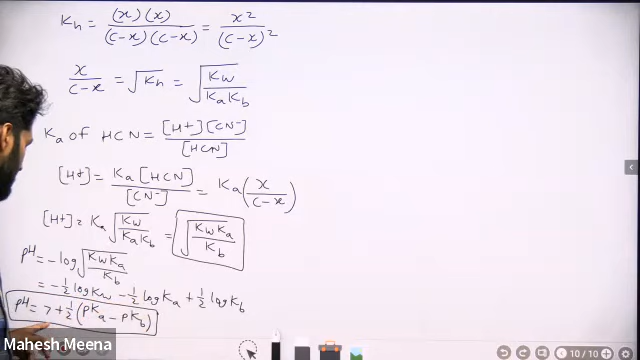 Kh = (x)(x) / (c-x)(c-x) = x² / (c-x)²
x / c-x = √Kh = √(Kw / KaKb)
Ka of HCN = [H+][CN-] / [HCN]
[H+] = Ka[HCN] / [CN-] = Ka(x / c-x)
[H+] = Ka √(Kw / KaKb) = √(KwKa / Kb)
pH = -log √(KwKa / Kb)
= -1/2 log Kw - 1/2 log Ka + 1/2 log Kb
pH = 7 + 1/2 (pKa - pKb)
Mahesh Meena
10 / 10